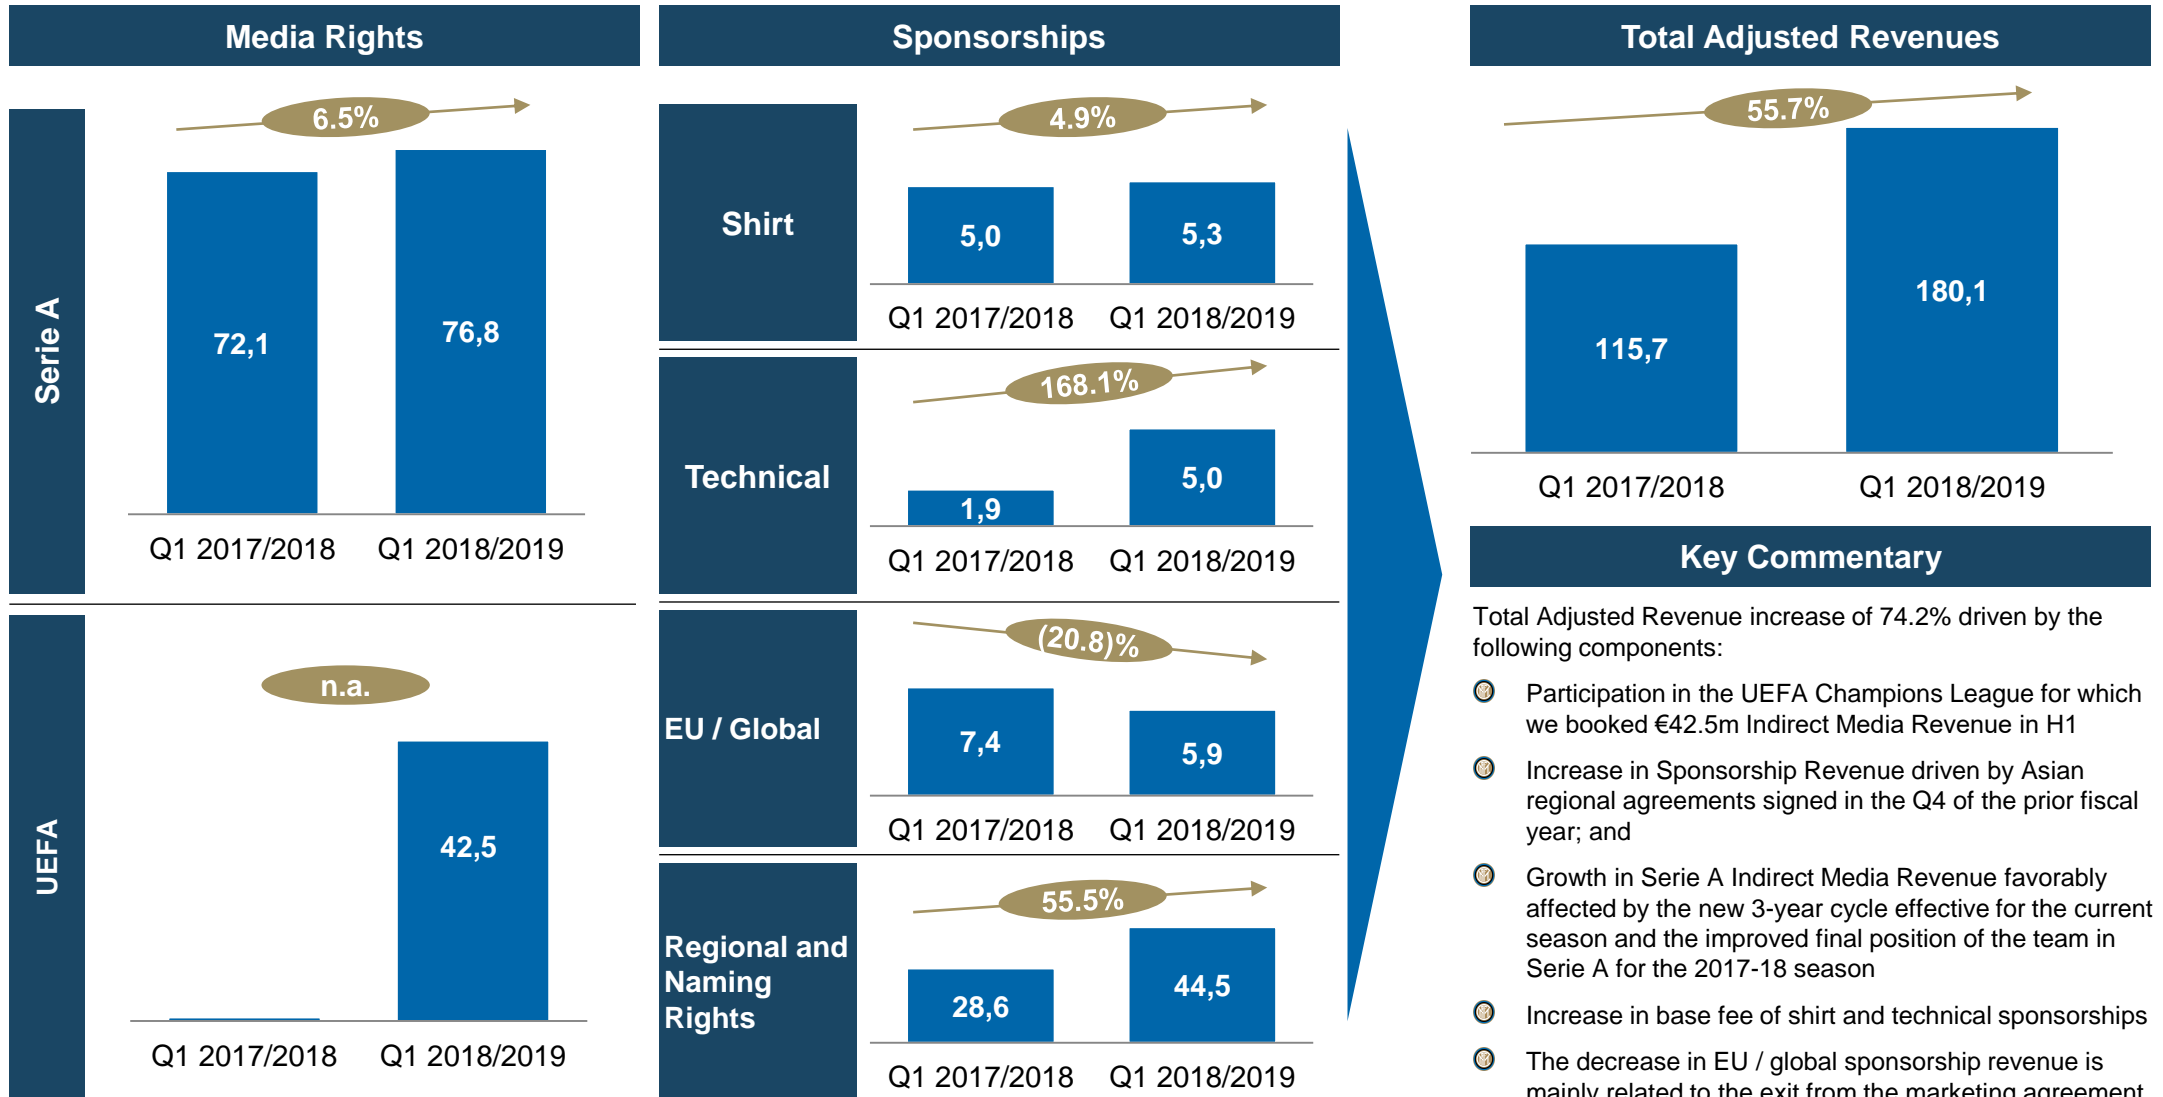 Media Rights
Serie A
6.5%
72,1
76,8
Q1 2017/2018
Q1 2018/2019
UEFA
n.a.
42,5
Q1 2017/2018
Q1 2018/2019
Sponsorships
Shirt
4.9%
5,0
5,3
Q1 2017/2018
Q1 2018/2019
Technical
168.1%
1,9
5,0
Q1 2017/2018
Q1 2018/2019
EU / Global
(20.8)%
7,4
5,9
Q1 2017/2018
Q1 2018/2019
Regional and
Naming
Rights
55.5%
28,6
44,5
Q1 2017/2018
Q1 2018/2019
Total Adjusted Revenues
55.7%
115,7
180,1
Q1 2017/2018
Q1 2018/2019
Key Commentary
Total Adjusted Revenue increase of 74.2% driven by the
following components:
Participation in the UEFA Champions League for which
we booked €42.5m Indirect Media Revenue in H1
Increase in Sponsorship Revenue driven by Asian
regional agreements signed in the Q4 of the prior fiscal
year; and
Growth in Serie A Indirect Media Revenue favorably
affected by the new 3-year cycle effective for the current
season and the improved final position of the team in
Serie A for the 2017-18 season
Increase in base fee of shirt and technical sponsorships
The decrease in EU / global sponsorship revenue is
mainly related to the exit from the marketing agreement